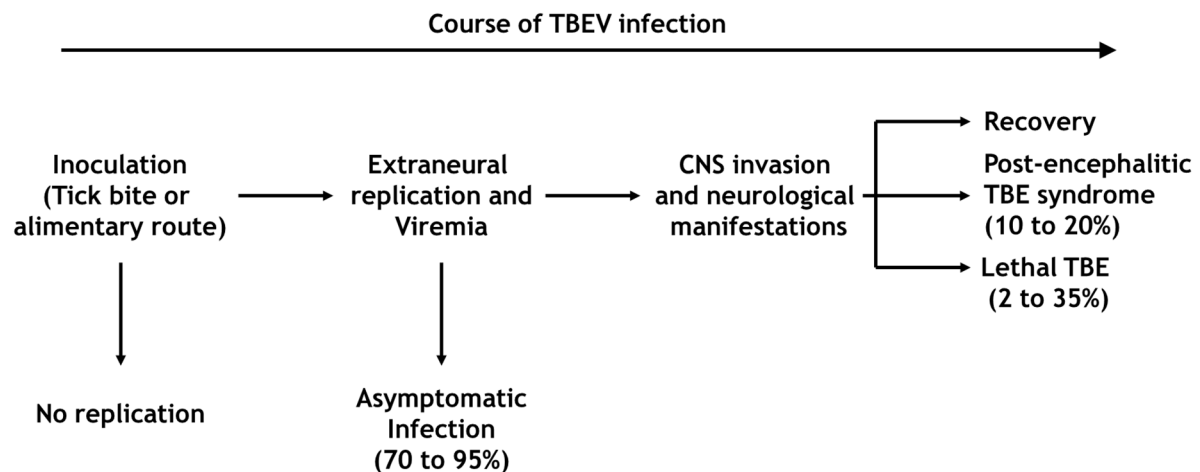 Course of TBEV infection
Inoculation
(Tick bite or
alimentary route)
Extraneural
replication and
Viremia
CNS invasion
and neurological
manifestations
Recovery
Post-encephalitic
TBE syndrome
(10 to 20%)
Lethal TBE
(2 to 35%)
No replication
Asymptomatic
Infection
(70 to 95%)